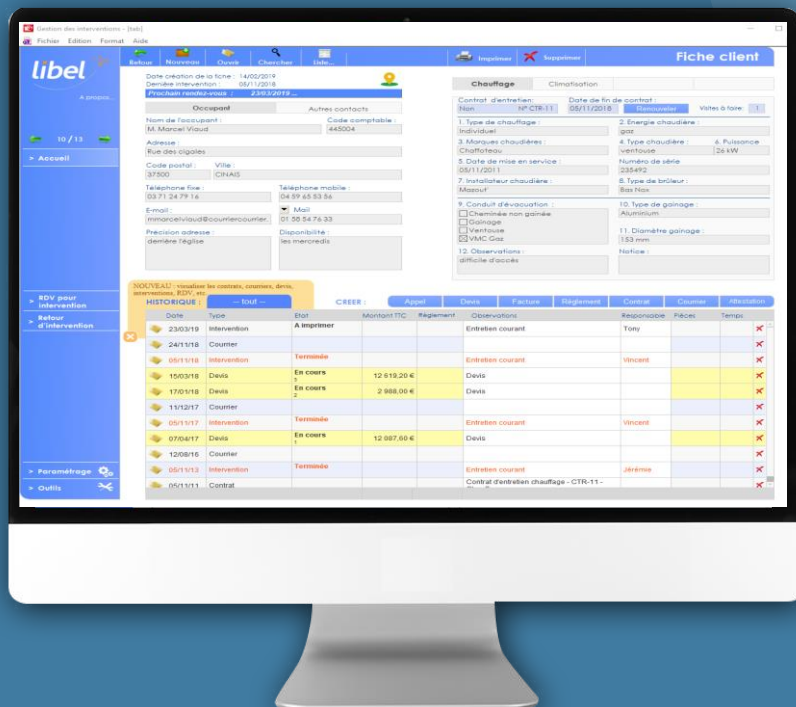 Gestion des interventions - [tab]
Fichier Edition Format Aide
libel
A propos...
10 / 13
> Accueil
> RDV pour
intervention
> Retour
d'intervention
> Paramétrage
> Outils
Retour Nouveau Ouvrir Chercher Liste... Imprimer Supprimer Fiche client
Date création de la fiche : 14/02/2019
Dernière intervention : 05/11/2018
Prochain rendez-vous : 23/03/2019 ...
Occupant Autres contacts
Nom de l'occupant : Code comptable :
M. Marcel Viaud 445004
Adresse :
Rue des cigales
Code postal : Ville :
37500 CINAIS
Téléphone fixe : Téléphone mobile :
03 71 24 79 16 04 59 65 53 56
E-mail : Mail
mmarcelviaud@courriercourrier. 01 58 54 76 33
Précision adresse : Disponibilité :
derrière l'église les mercredis
Chauffage Climatisation
Contrat d'entretien: Date de fin de contrat :
Non N° CTR-11 05/11/2018 Renouveler Visites à faire 1
1. Type de chauffage : 2. Energie chaudière :
Individuel gaz
3. Marques chaudières : 4. Type chaudière : 6. Puissance
Chaffoteau ventouse 26 kW
5. Date de mise en service : Numéro de série
05/11/2011 235492
7. Installateur chaudière : 8. Type de brûleur :
Mazout' Bas Nox
9. Conduit d'évacuation : 10. Type de gainage :
Cheminée non gainée Aluminium
Gainage
Ventouse 11. Diamètre gainage :
VMC Gaz 153 mm
12. Observations : Notice :
difficile d'accès
NOUVEAU : visualiser les contrats, courriers, devis,
interventions, RDV, etc
HISTORIQUE : -- tout -- CREER : Appel Devis Facture Règlement Contrat Courrier Attestation
Date Type Etat Montant TTC Règlement Observations Responsable Pièces Temps
23/03/19 Intervention A imprimer Entretien courant Tony
24/11/18 Courrier
05/11/18 Intervention Terminée Entretien courant Vincent
15/03/18 Devis En cours 12 619,20 € Devis
17/01/18 Devis En cours 2 988,00 € Devis
2
11/12/17 Courrier
05/11/17 Intervention Terminée Entretien courant Vincent
07/04/17 Devis En cours 12 087,60 € Devis
1
12/08/16 Courrier
05/11/13 Intervention Terminée Entretien courant Jérémie
05/11/11 Contrat Contrat d'entretien chauffage - CTR-11 -